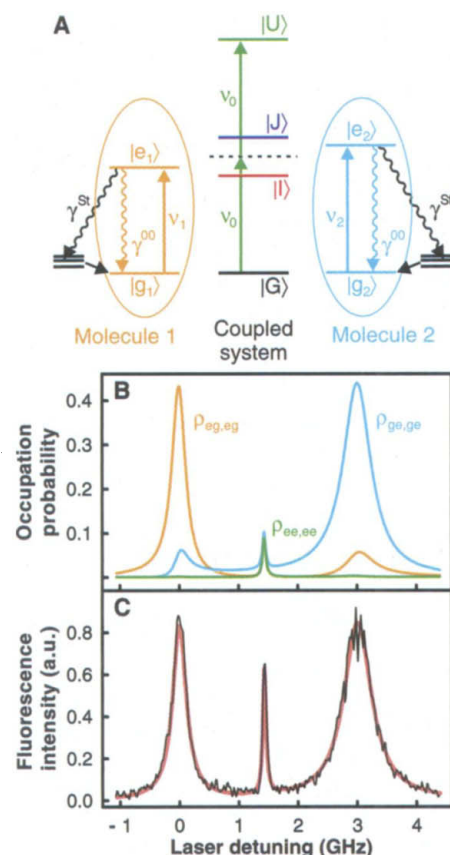 A
|U⟩
ν₀
|J⟩
|e₁⟩
|e₂⟩
|I⟩
γˢᵗ
γ⁰⁰
ν₁
ν₀
ν₂
γ⁰⁰
γˢᵗ
|g₁⟩
|G⟩
|g₂⟩
Molecule 1
Coupled
system
Molecule 2
B
Occupation
probability
0.4
0.3
0.2
0.1
ρeg,eg
ρge,ge
ρee,ee
C
Fluorescence
intensity (a.u.)
0.8
0.6
0.4
0.2
0.0
- 1 0 1 2 3 4
Laser detuning (GHz)